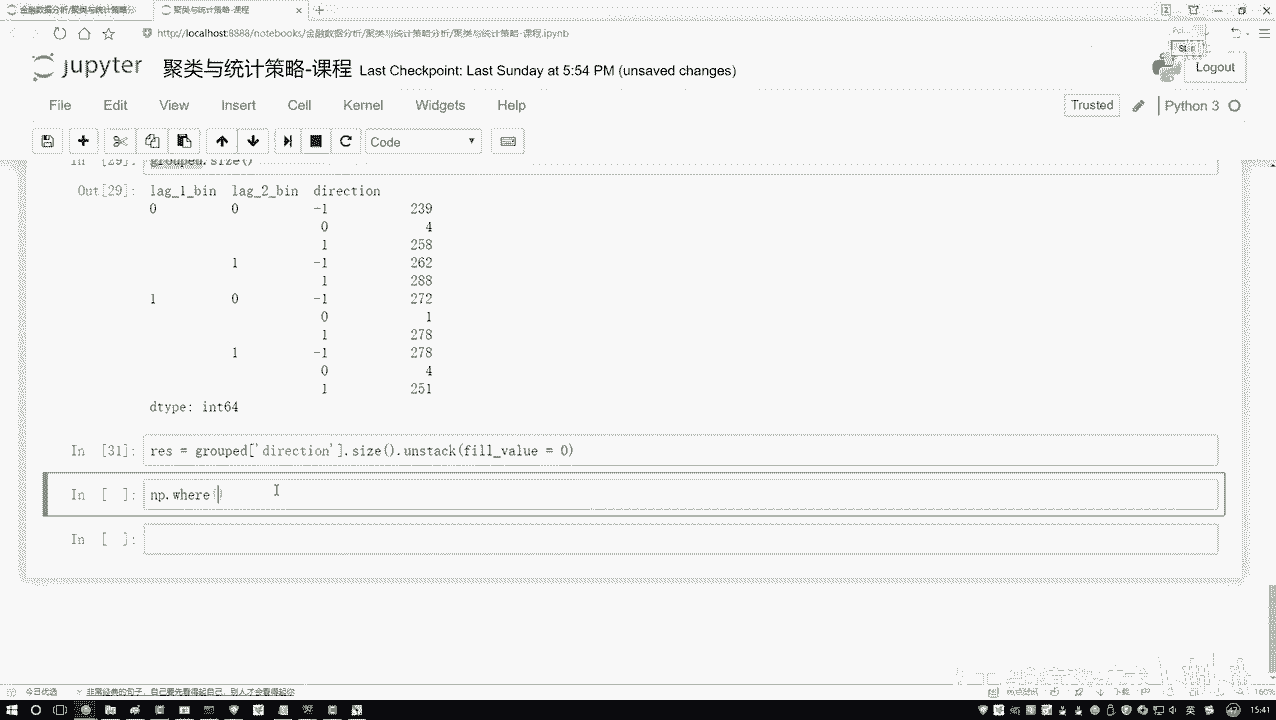 金融数据分析/聚类与统计策略
聚类与统计策略-课程
http://localhost:8888/notebooks/金融数据分析/聚类与统计策略分析/聚类与统计策略-课程.ipynb
jupyter 聚类与统计策略-课程 Last Checkpoint: Last Sunday at 5:54 PM (unsaved changes)
Logout
File Edit View Insert Cell Kernel Widgets Help
Trusted Python 3
Code
In [29]: grouped.size()
Out[29]: lag_1_bin lag_2_bin direction
0 0 -1 239
0 4
1 258
1 -1 262
1 288
1 0 -1 272
0 1
1 278
1 -1 278
0 4
1 251
dtype: int64
In [31]: res = grouped['direction'].size().unstack(fill_value = 0)
In [ ]: np.where()
In [ ]:
今日优选 非常经典的句子，自己要先看得起自己，别人才会看得起你
下载 160%
英 15:41